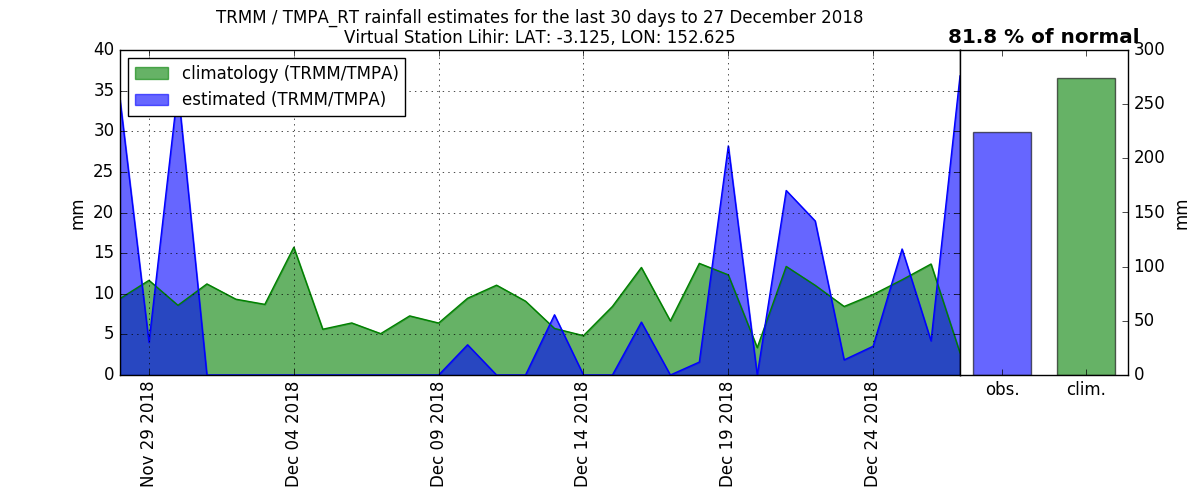 TRMM / TMPA_RT rainfall estimates for the last 30 days to 27 December 2018
Virtual Station Lihir: LAT: -3.125, LON: 152.625
81.8 % of normal
climatology (TRMM/TMPA)
estimated (TRMM/TMPA)
40
35
30
25
20
15
10
5
0
mm
Nov 29 2018
Dec 04 2018
Dec 09 2018
Dec 14 2018
Dec 19 2018
Dec 24 2018
300
250
200
150
100
50
0
mm
obs.
clim.